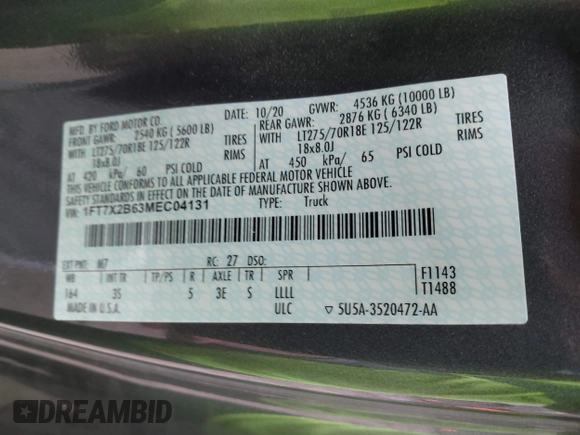 MFD. BY FORD MOTOR CO. DATE: 10/20 GVWR: 4536 KG (10000 LB)
FRONT GAWR: 2540 KG (5600 LB) REAR GAWR: 2876 KG (6340 LB)
LT275/70R18E 125/122R TIRES LT275/70R18E 125/122R TIRES
18x8.0J RIMS 18x8.0J RIMS
AT 420 kPa/ 60 PSI COLD AT 450 kPa/ 65 PSI COLD
THIS VEHICLE CONFORMS TO ALL APPLICABLE FEDERAL MOTOR VEHICLE
SAFETY STANDARDS IN EFFECT ON THE DATE OF MANUFACTURE SHOWN ABOVE.
VIN: 1FT7X2B63MEC04131 TYPE: Truck
EXT PNT: M7 RC: 27 DSO:
WB INT TR TP/PS R AXLE TR SPR F1143
164 3S 5 3E S LLLL T1488
MADE IN U.S.A. ULC ▽ 5U5A-3520472-AA
DREAMBID